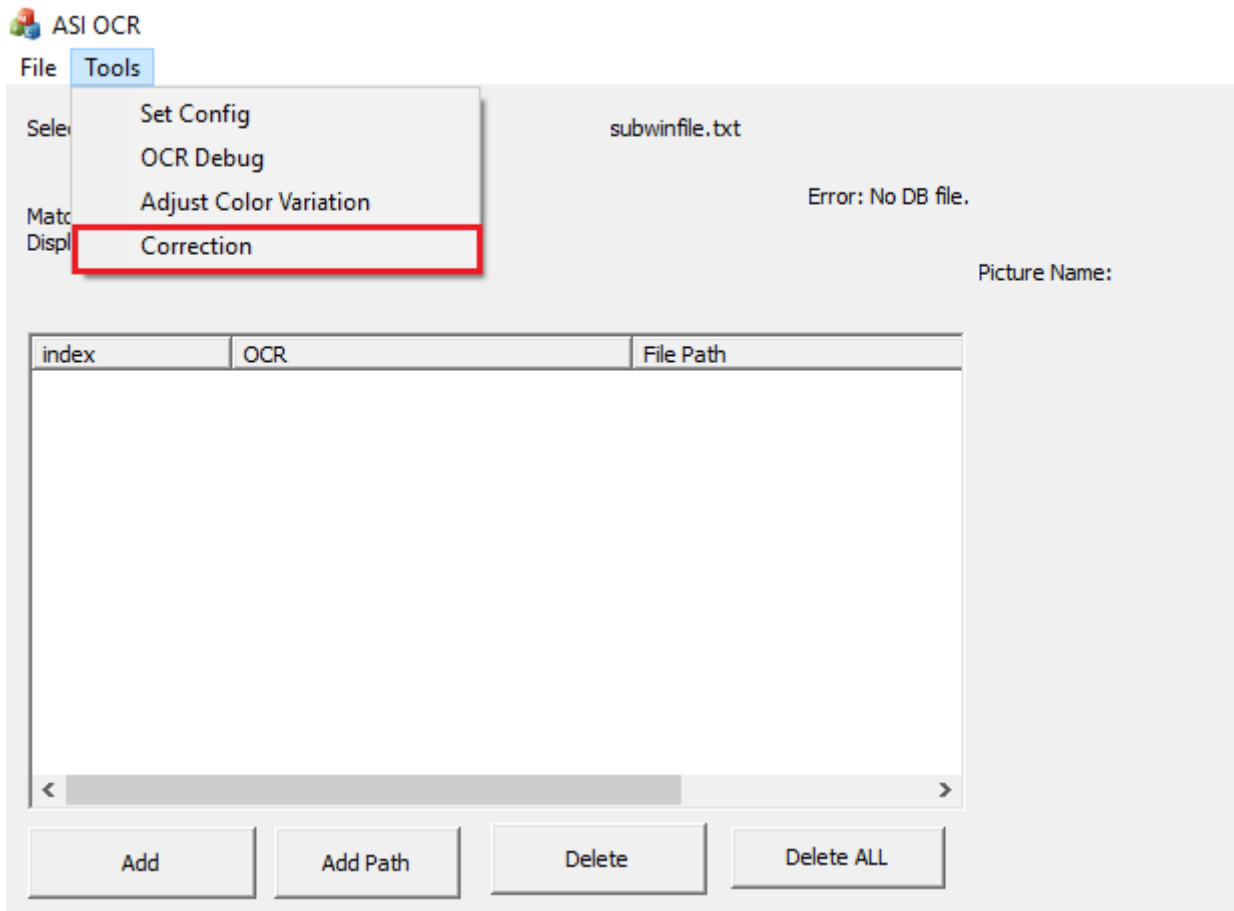 ASI OCR
File Tools
Set Config
OCR Debug
Adjust Color Variation
Correction
subwinfile.txt
Error: No DB file.
Picture Name:
index OCR File Path
Add Add Path Delete Delete ALL